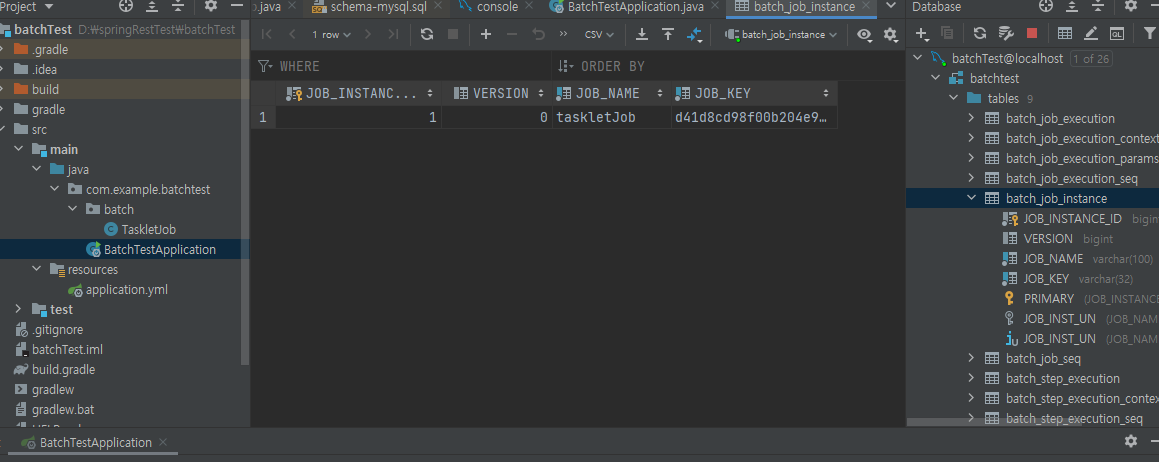 Project
batchTest D:₩springRestTest₩batchTest
.gradle
.idea
build
gradle
src
main
java
com.example.batchtest
batch
TaskletJob
BatchTestApplication
resources
application.yml
test
.gitignore
batchTest.iml
build.gradle
gradlew
gradlew.bat
b.java
schema-mysql.sql
console
BatchTestApplication.java
batch_job_instance
1 row
CSV
batch_job_instance
WHERE
ORDER BY
JOB_INSTANC... VERSION JOB_NAME JOB_KEY
1 1 0 taskletJob d41d8cd98f00b204e9…
Database
DDL
QL
batchTest@localhost 1 of 26
batchtest
tables 9
batch_job_execution
batch_job_execution_context
batch_job_execution_params
batch_job_execution_seq
batch_job_instance
JOB_INSTANCE_ID bigin
VERSION bigint
JOB_NAME varchar(100)
JOB_KEY varchar(32)
PRIMARY (JOB_INSTANCE
JOB_INST_UN (JOB_NAM
JOB_INST_UN (JOB_NAM
batch_job_seq
batch_step_execution
batch_step_execution_contex
batch_step_execution_seq
BatchTestApplication